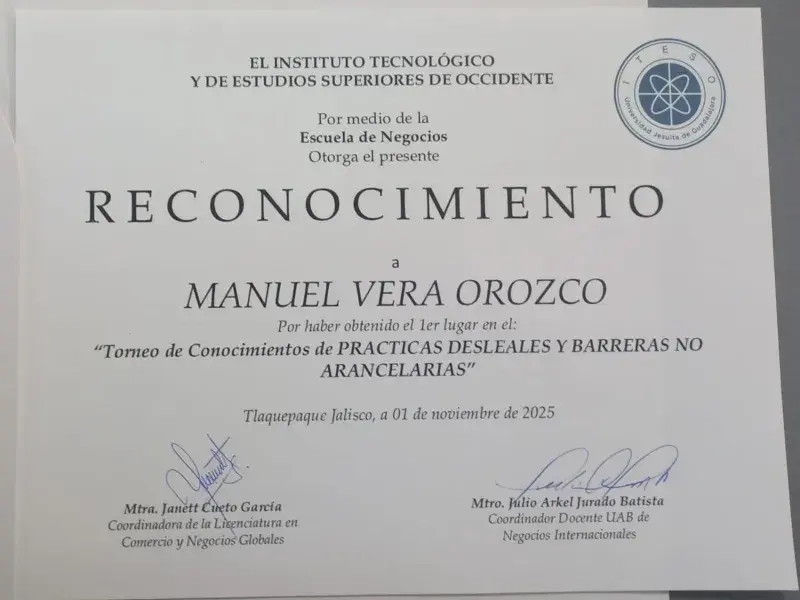 EL INSTITUTO TECNOLÓGICO
Y DE ESTUDIOS SUPERIORES DE OCCIDENTE
ITESO
Universidad Jesuita de Guadalajara
Por medio de la
Escuela de Negocios
Otorga el presente
RECONOCIMIENTO
a
MANUEL VERA OROZCO
Por haber obtenido el 1er lugar en el:
“Torneo de Conocimientos de PRACTICAS DESLEALES Y BARRERAS NO
ARANCELARIAS”
Tlaquepaque Jalisco, a 01 de noviembre de 2025
Mtra. Janett Cueto García
Coordinadora de la Licenciatura en
Comercio y Negocios Globales
Mtro. Julio Arkel Jurado Batista
Coordinador Docente UAB de
Negocios Internacionales